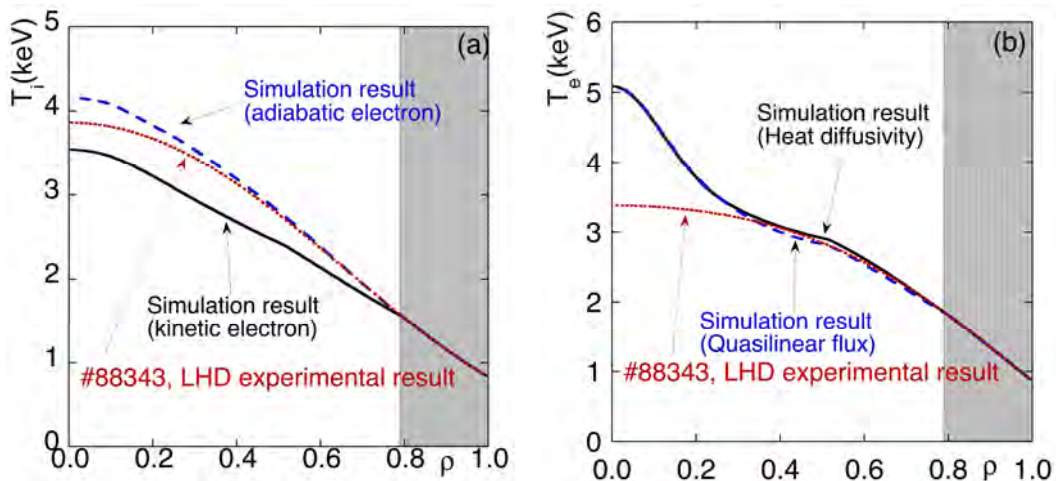 (a)
T_i(keV)
5
4
3
2
1
0
Simulation result
(adiabatic electron)
Simulation result
(kinetic electron)
#88343, LHD experimental result
0.0 0.2 0.4 0.6 0.8 ρ 1.0
(b)
T_e(keV)
6
5
4
3
2
1
0
Simulation result
(Heat diffusivity)
Simulation result
(Quasilinear flux)
#88343, LHD experimental result
0.0 0.2 0.4 0.6 0.8 ρ 1.0